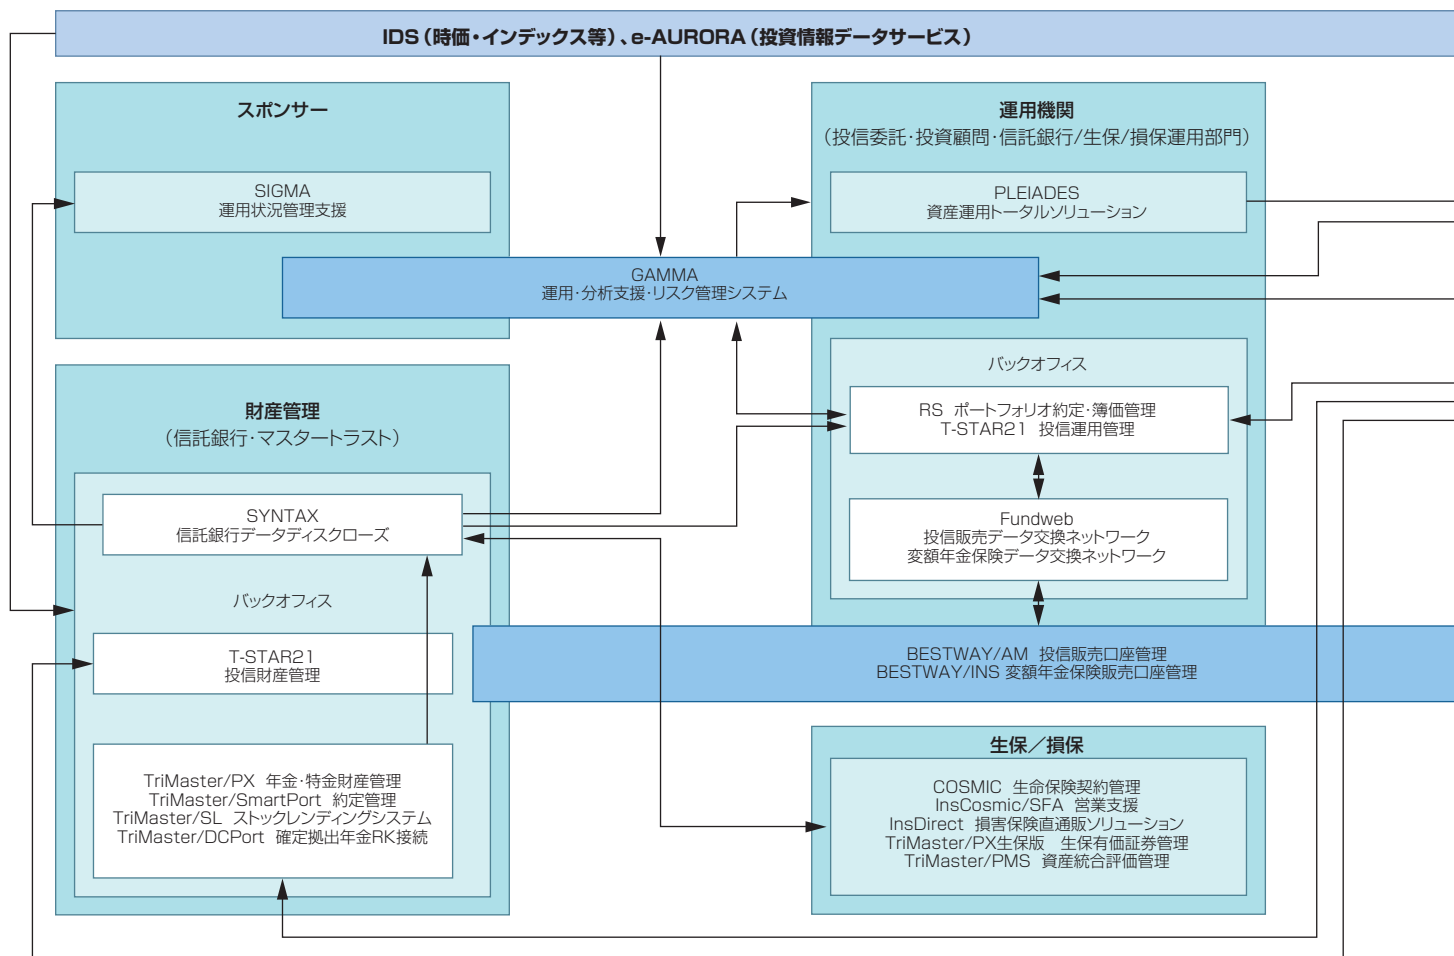 IDS（時価・インデックス等）、e-AURORA（投資情報データサービス）
スポンサー
SIGMA
運用状況管理支援
運用機関
（投信委託・投資顧問・信託銀行/生保/損保運用部門）
PLEIADES
資産運用トータルソリューション
GAMMA
運用・分析支援・リスク管理システム
バックオフィス
RS ポートフォリオ約定・簿価管理
T-STAR21 投信運用管理
Fundweb
投信販売データ交換ネットワーク
変額年金保険データ交換ネットワーク
財産管理
（信託銀行・マスタートラスト）
SYNTAX
信託銀行データディスクローズ
バックオフィス
T-STAR21
投信財産管理
TriMaster/PX 年金・特金財産管理
TriMaster/SmartPort 約定管理
TriMaster/SL ストックレンディングシステム
TriMaster/DCPort 確定拠出年金RK接続
BESTWAY/AM 投信販売口座管理
BESTWAY/INS 変額年金保険販売口座管理
生保／損保
COSMIC 生命保険契約管理
InsCosmic/SFA 営業支援
InsDirect 損害保険直通販ソリューション
TriMaster/PX生保版 生保有価証券管理
TriMaster/PMS 資産統合評価管理